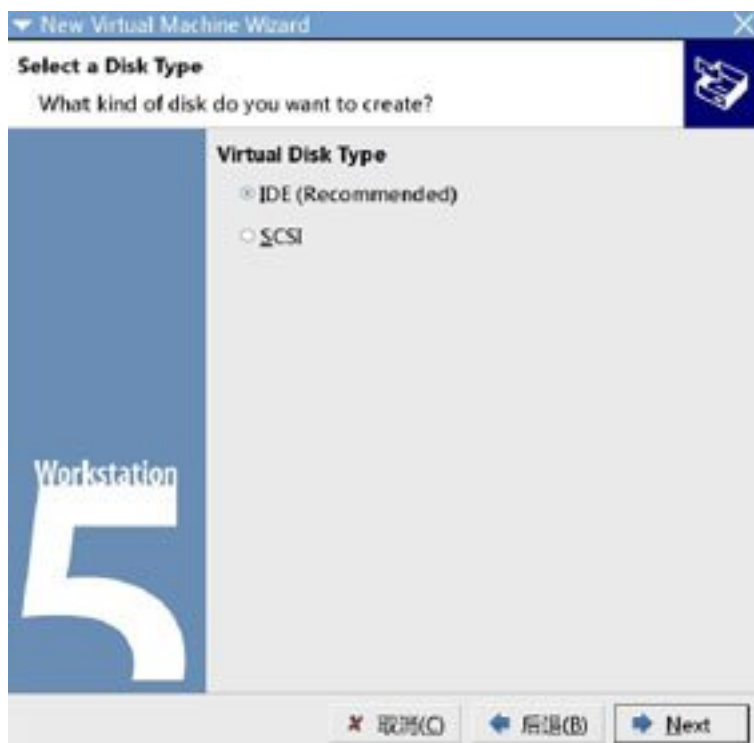 New Virtual Machine Wizard
Select a Disk Type
What kind of disk do you want to create?
Virtual Disk Type
IDE (Recommended)
SCSI
Workstation
5
取消(C)
后退(B)
Next